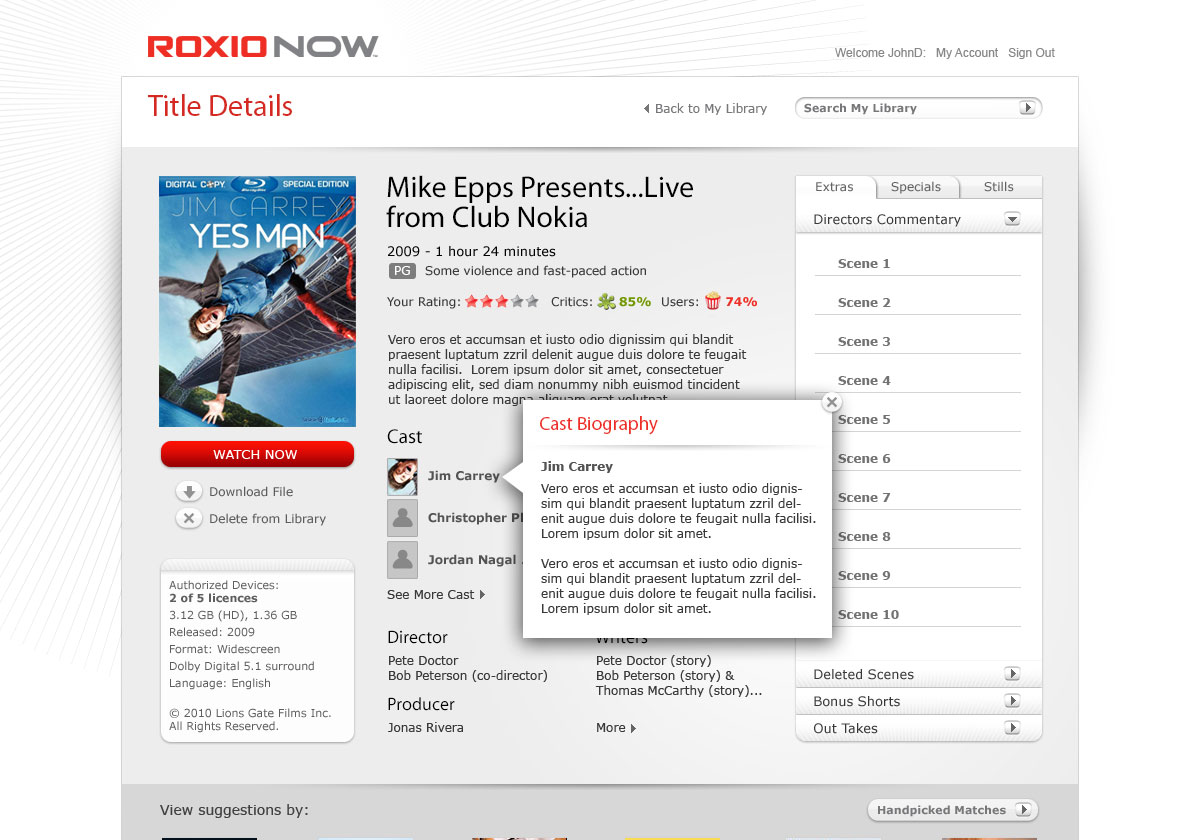 ROXIO NOW™
Welcome JohnD: My Account Sign Out
Title Details
Back to My Library
Search My Library
DIGITAL COPY Blu-ray SPECIAL EDITION
JIM CARREY
YES MAN
WATCH NOW
Download File
Delete from Library
Authorized Devices:
2 of 5 licences
3.12 GB (HD), 1.36 GB
Released: 2009
Format: Widescreen
Dolby Digital 5.1 surround
Language: English
© 2010 Lions Gate Films Inc.
All Rights Reserved.
Mike Epps Presents...Live
from Club Nokia
2009 - 1 hour 24 minutes
PG Some violence and fast-paced action
Your Rating: Critics: 85% Users: 74%
Vero eros et accumsan et iusto odio dignissim qui blandit
praesent luptatum zzril delenit augue duis dolore te feugait
nulla facilisi. Lorem ipsum dolor sit amet, consectetuer
adipiscing elit, sed diam nonummy nibh euismod tincident
ut laoreet dolore magna aliquam erat volutpat
Cast
Jim Carrey
Christopher
Jordan Nagal
See More Cast
Cast Biography
Jim Carrey
Vero eros et accumsan et iusto odio dignis-
sim qui blandit praesent luptatum zzril del-
enit augue duis dolore te feugait nulla facilisi.
Lorem ipsum dolor sit amet.
Vero eros et accumsan et iusto odio dignis-
sim qui blandit praesent luptatum zzril del-
enit augue duis dolore te feugait nulla facilisi.
Lorem ipsum dolor sit amet.
Director
Pete Doctor
Bob Peterson (co-director)
Producer
Jonas Rivera
Writers
Pete Doctor (story)
Bob Peterson (story) &
Thomas McCarthy (story)...
More
Extras Specials Stills
Directors Commentary
Scene 1
Scene 2
Scene 3
Scene 4
Scene 5
Scene 6
Scene 7
Scene 8
Scene 9
Scene 10
Deleted Scenes
Bonus Shorts
Out Takes
View suggestions by:
Handpicked Matches